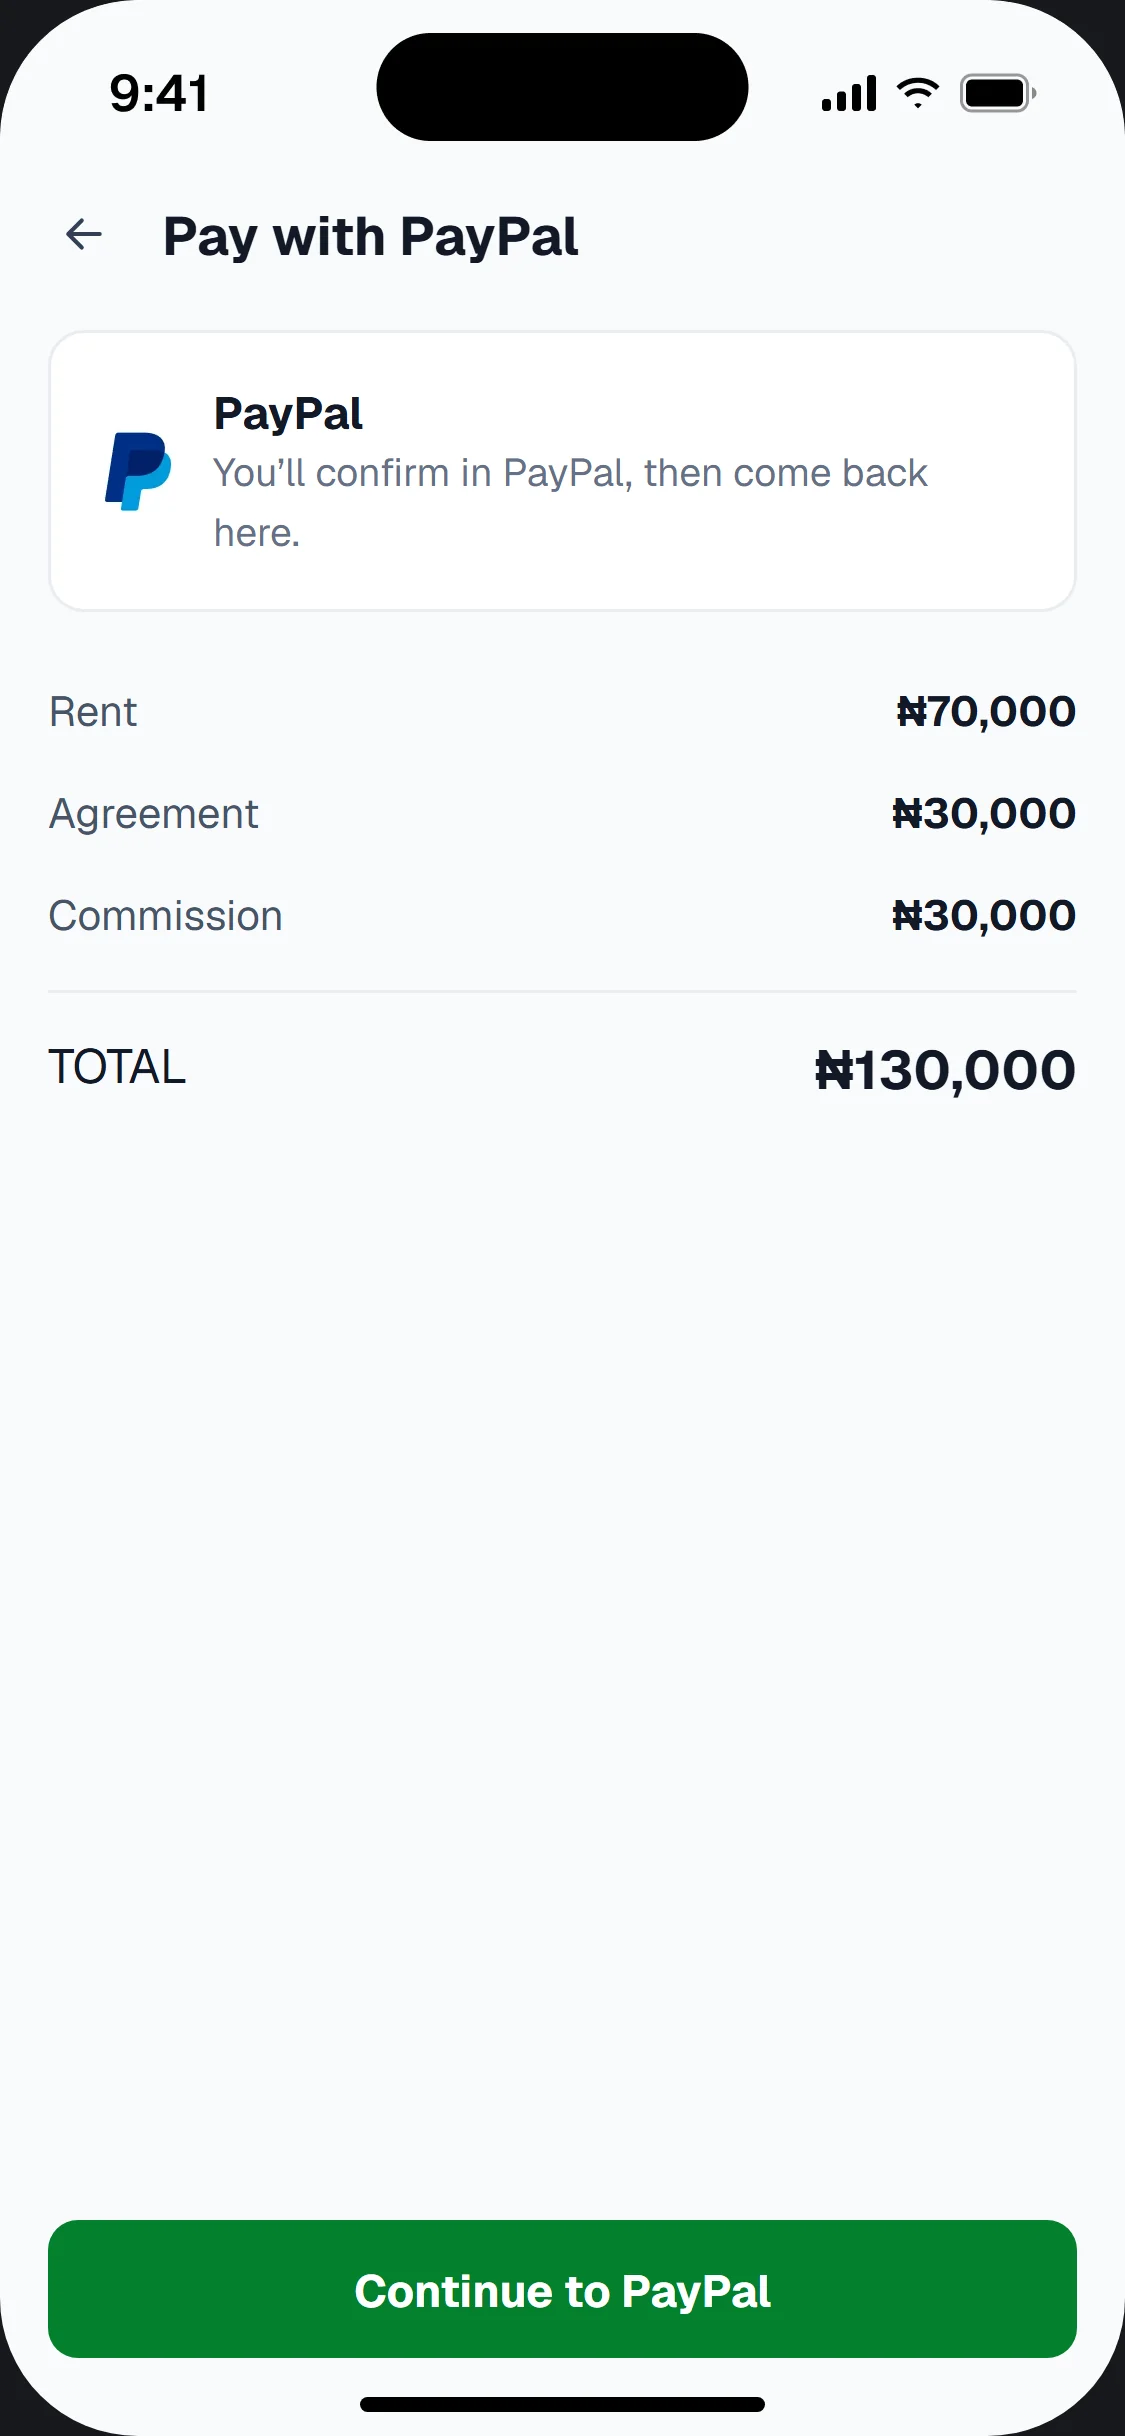 9:41
Pay with PayPal
PayPal
You’ll confirm in PayPal, then come back
here.
Rent ₦70,000
Agreement ₦30,000
Commission ₦30,000
TOTAL ₦130,000
Continue to PayPal